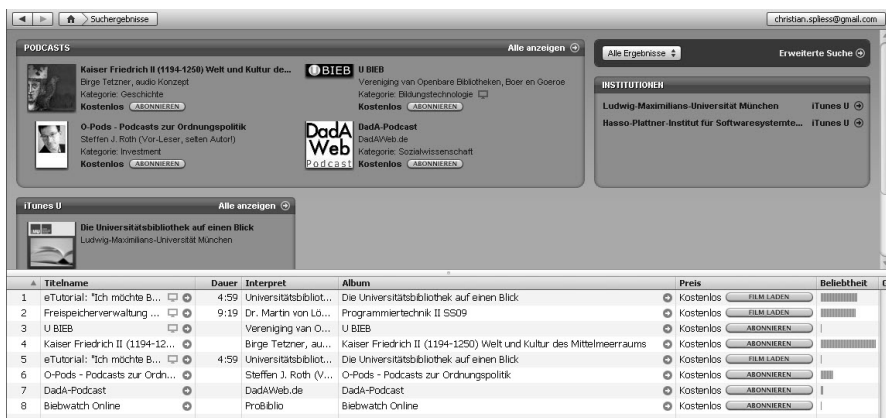 Suchergebnisse
christian.spliess@gmail.com
PODCASTS
Alle anzeigen
Kaiser Friedrich II (1194-1250) Welt und Kultur de...
Birge Tetzner, audio Konzept
Kategorie: Geschichte
Kostenlos ABONNIEREN
UBIEB U BIEB
Vereniging van Openbare Bibliotheken, Boer en Goeroe
Kategorie: Bildungstechnologie
Kostenlos ABONNIEREN
O-Pods - Podcasts zur Ordnungspolitik
Steffen J. Roth (Vor-Leser, selten Autor!)
Kategorie: Investment
Kostenlos ABONNIEREN
DadA
Web
Podcast
DadA-Podcast
DadAWeb.de
Kategorie: Sozialwissenschaft
Kostenlos ABONNIEREN
Alle Ergebnisse
Erweiterte Suche
INSTITUTIONEN
Ludwig-Maximilians-Universität München iTunes U
Hasso-Plattner-Institut für Softwaresystemte... iTunes U
iTunes U
Alle anzeigen
Die Universitätsbibliothek auf einen Blick
Ludwig-Maximilians-Universität München
Titelname Dauer Interpret Album Preis Beliebtheit
1 eTutorial: "Ich möchte B... 4:59 Universitätsbibliot... Die Universitätsbibliothek auf einen Blick Kostenlos FILM LADEN
2 Freispeicherverwaltung ... 9:19 Dr. Martin von Lö... Programmiertechnik II SS09 Kostenlos FILM LADEN
3 U BIEB Vereniging van O... U BIEB Kostenlos ABONNIEREN
4 Kaiser Friedrich II (1194-12... Birge Tetzner, au... Kaiser Friedrich II (1194-1250) Welt und Kultur des Mittelmeerraums Kostenlos ABONNIEREN
5 eTutorial: "Ich möchte B... 4:59 Universitätsbibliot... Die Universitätsbibliothek auf einen Blick Kostenlos FILM LADEN
6 O-Pods - Podcasts zur Ordn... Steffen J. Roth (V... O-Pods - Podcasts zur Ordnungspolitik Kostenlos ABONNIEREN
7 DadA-Podcast DadAWeb.de DadA-Podcast Kostenlos ABONNIEREN
8 Biebwatch Online ProBiblio Biebwatch Online Kostenlos ABONNIEREN